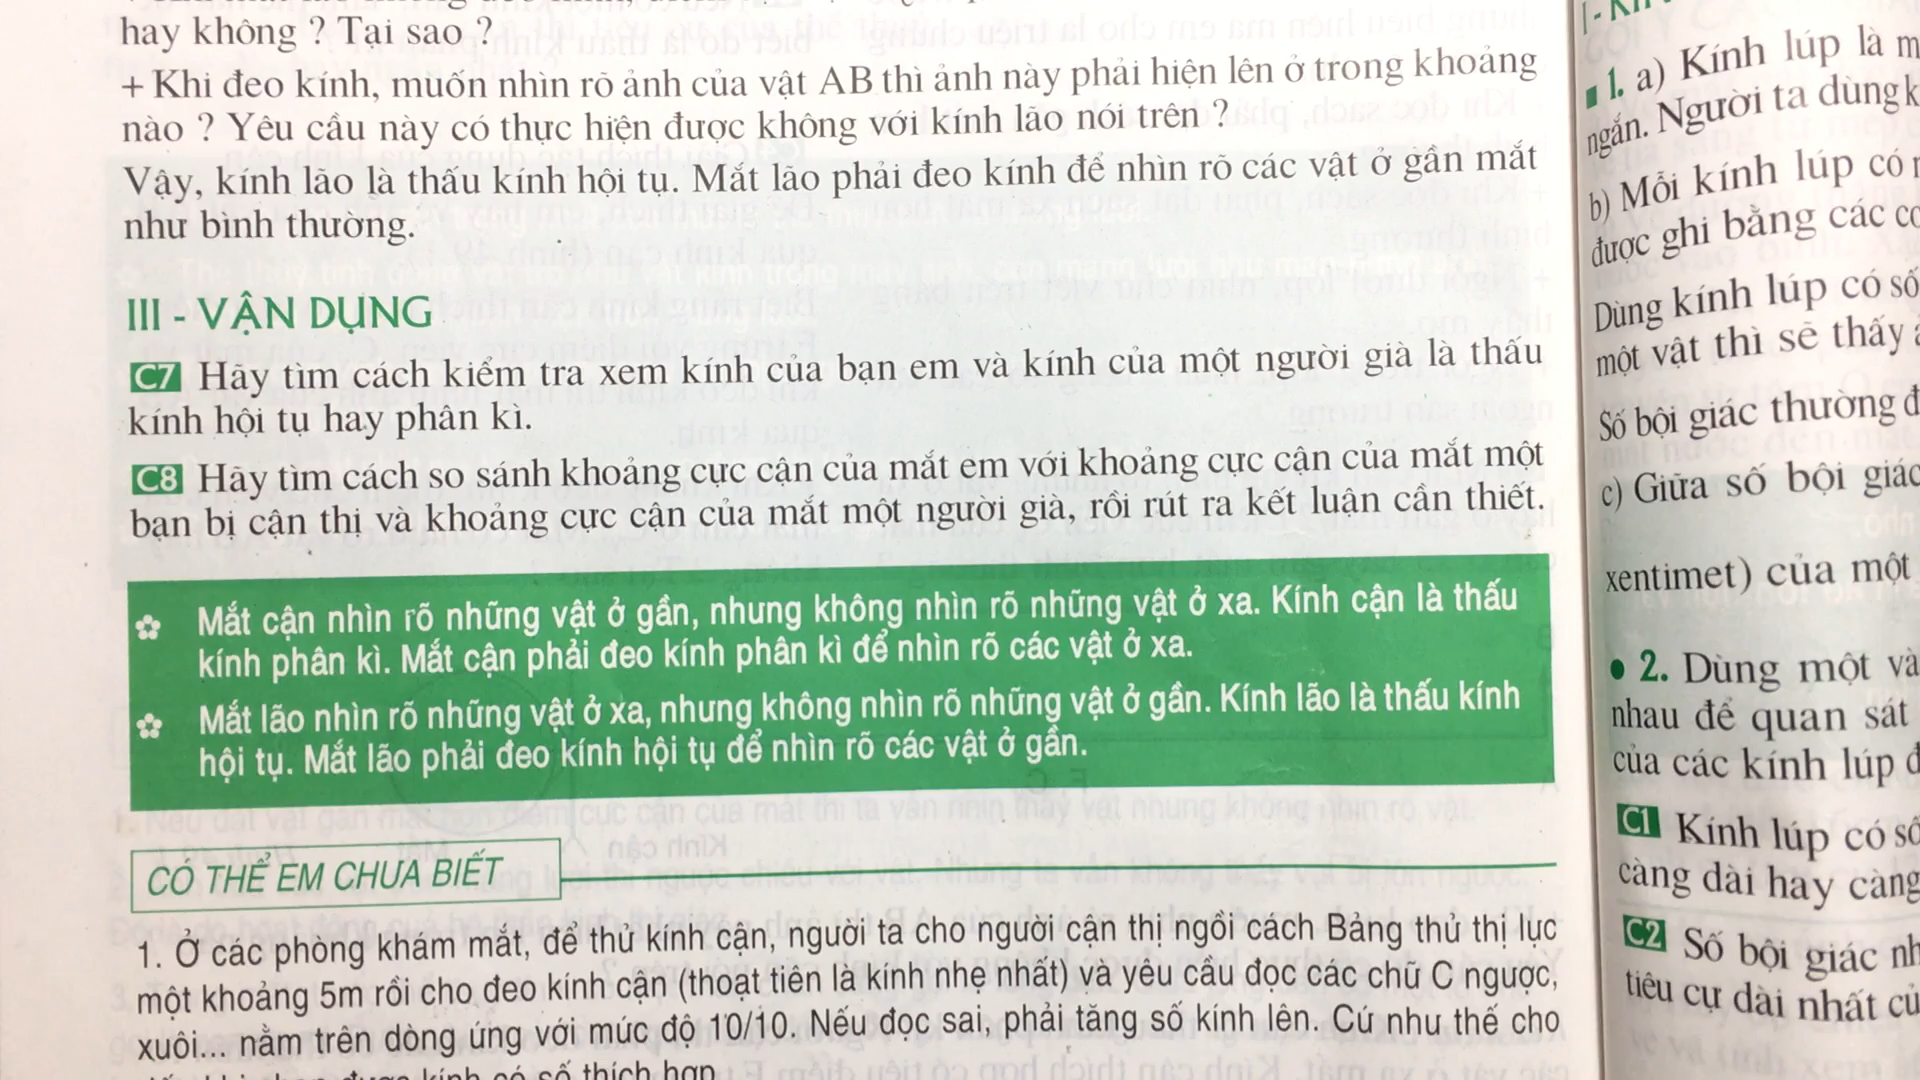 hay không ? Tại sao ?
+ Khi đeo kính, muốn nhìn rõ ảnh của vật AB thì ảnh này phải hiện lên ở trong khoảng
nào ? Yêu cầu này có thực hiện được không với kính lão nói trên ?
Vậy, kính lão là thấu kính hội tụ. Mắt lão phải đeo kính để nhìn rõ các vật ở gần mắt
như bình thường.
III - VẬN DỤNG
C7 Hãy tìm cách kiểm tra xem kính của bạn em và kính của một người già là thấu
kính hội tụ hay phân kì.
C8 Hãy tìm cách so sánh khoảng cực cận của mắt em với khoảng cực cận của mắt một
bạn bị cận thị và khoảng cực cận của mắt một người già, rồi rút ra kết luận cần thiết.
Mắt cận nhìn rõ những vật ở gần, nhưng không nhìn rõ những vật ở xa. Kính cận là thấu
kính phân kì. Mắt cận phải đeo kính phân kì để nhìn rõ các vật ở xa.
Mắt lão nhìn rõ những vật ở xa, nhưng không nhìn rõ những vật ở gần. Kính lão là thấu kính
hội tụ. Mắt lão phải đeo kính hội tụ để nhìn rõ các vật ở gần.
CÓ THỂ EM CHƯA BIẾT
1. Ở các phòng khám mắt, để thử kính cận, người ta cho người cận thị ngồi cách Bảng thử thị lực
một khoảng 5m rồi cho đeo kính cận (thoạt tiên là kính nhẹ nhất) và yêu cầu đọc các chữ C ngược,
xuôi... nằm trên dòng ứng với mức độ 10/10. Nếu đọc sai, phải tăng số kính lên. Cứ như thế cho
được kính có số thích hợp
1. a) Kính lúp là
ngắn. Người ta dùng
b) Mỗi kính lúp có
được ghi bằng các
Dùng kính lúp có số
một vật thì sẽ thấy
Số bội giác thường
c) Giữa số bội giác
xentimet) của một
2. Dùng một
nhau để quan sát
của các kính lúp
C1 Kính lúp có số
càng dài hay càng
C2 Số bội giác
tiêu cự dài nhất